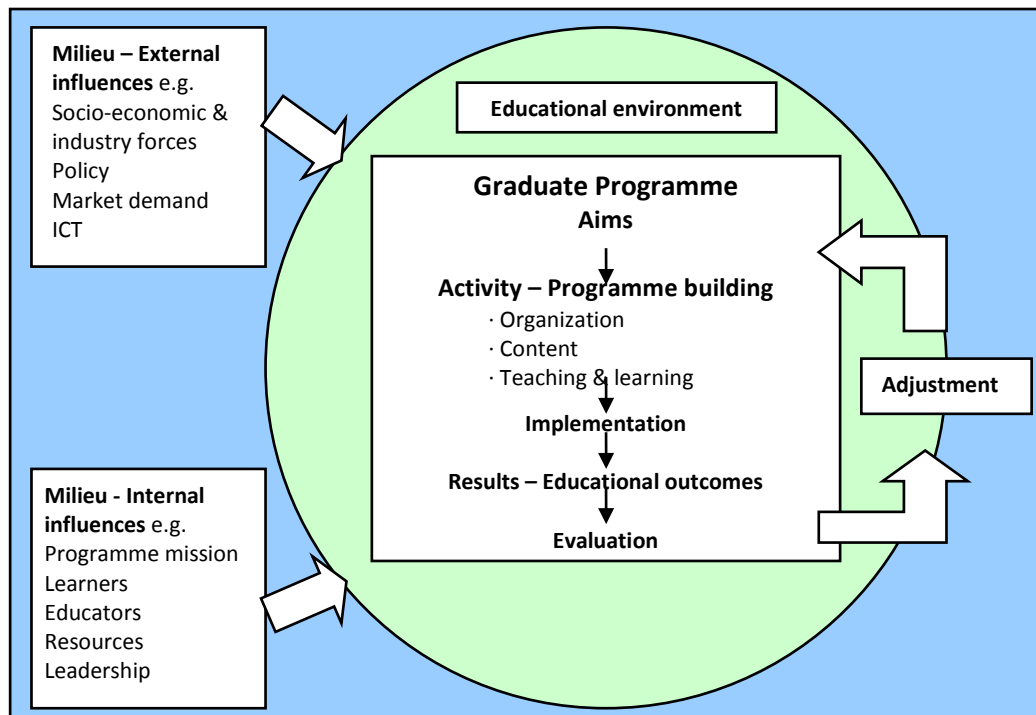 Milieu – External
influences e.g.
Socio-economic &
industry forces
Policy
Market demand
ICT
Educational environment
Graduate Programme
Aims
Activity – Programme building
· Organization
· Content
· Teaching & learning
Implementation
Results – Educational outcomes
Evaluation
Adjustment
Milieu - Internal
influences e.g.
Programme mission
Learners
Educators
Resources
Leadership